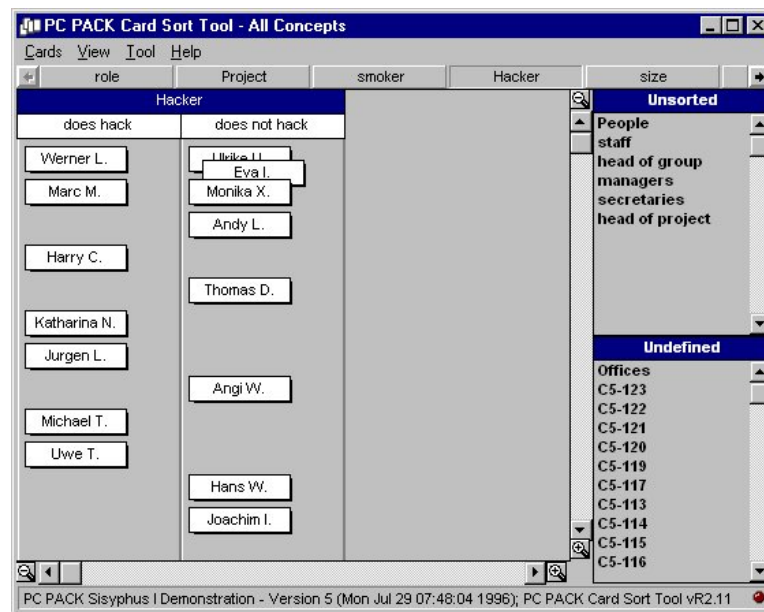 PC PACK Card Sort Tool - All Concepts
Cards View Tool Help
role Project smoker Hacker size
Hacker
does hack does not hack
Werner L.
Marc M.
Harry C.
Katharina N.
Jurgen L.
Michael T.
Uwe T.
Eva I.
Monika X.
Andy L.
Thomas D.
Angi W.
Hans W.
Joachim I.
Unsorted
People
staff
head of group
managers
secretaries
head of project
Undefined
Offices
C5-123
C5-122
C5-121
C5-120
C5-119
C5-117
C5-113
C5-114
C5-115
C5-116
PC PACK Sisyphus I Demonstration - Version 5 (Mon Jul 29 07:48:04 1996); PC PACK Card Sort Tool vR2.11